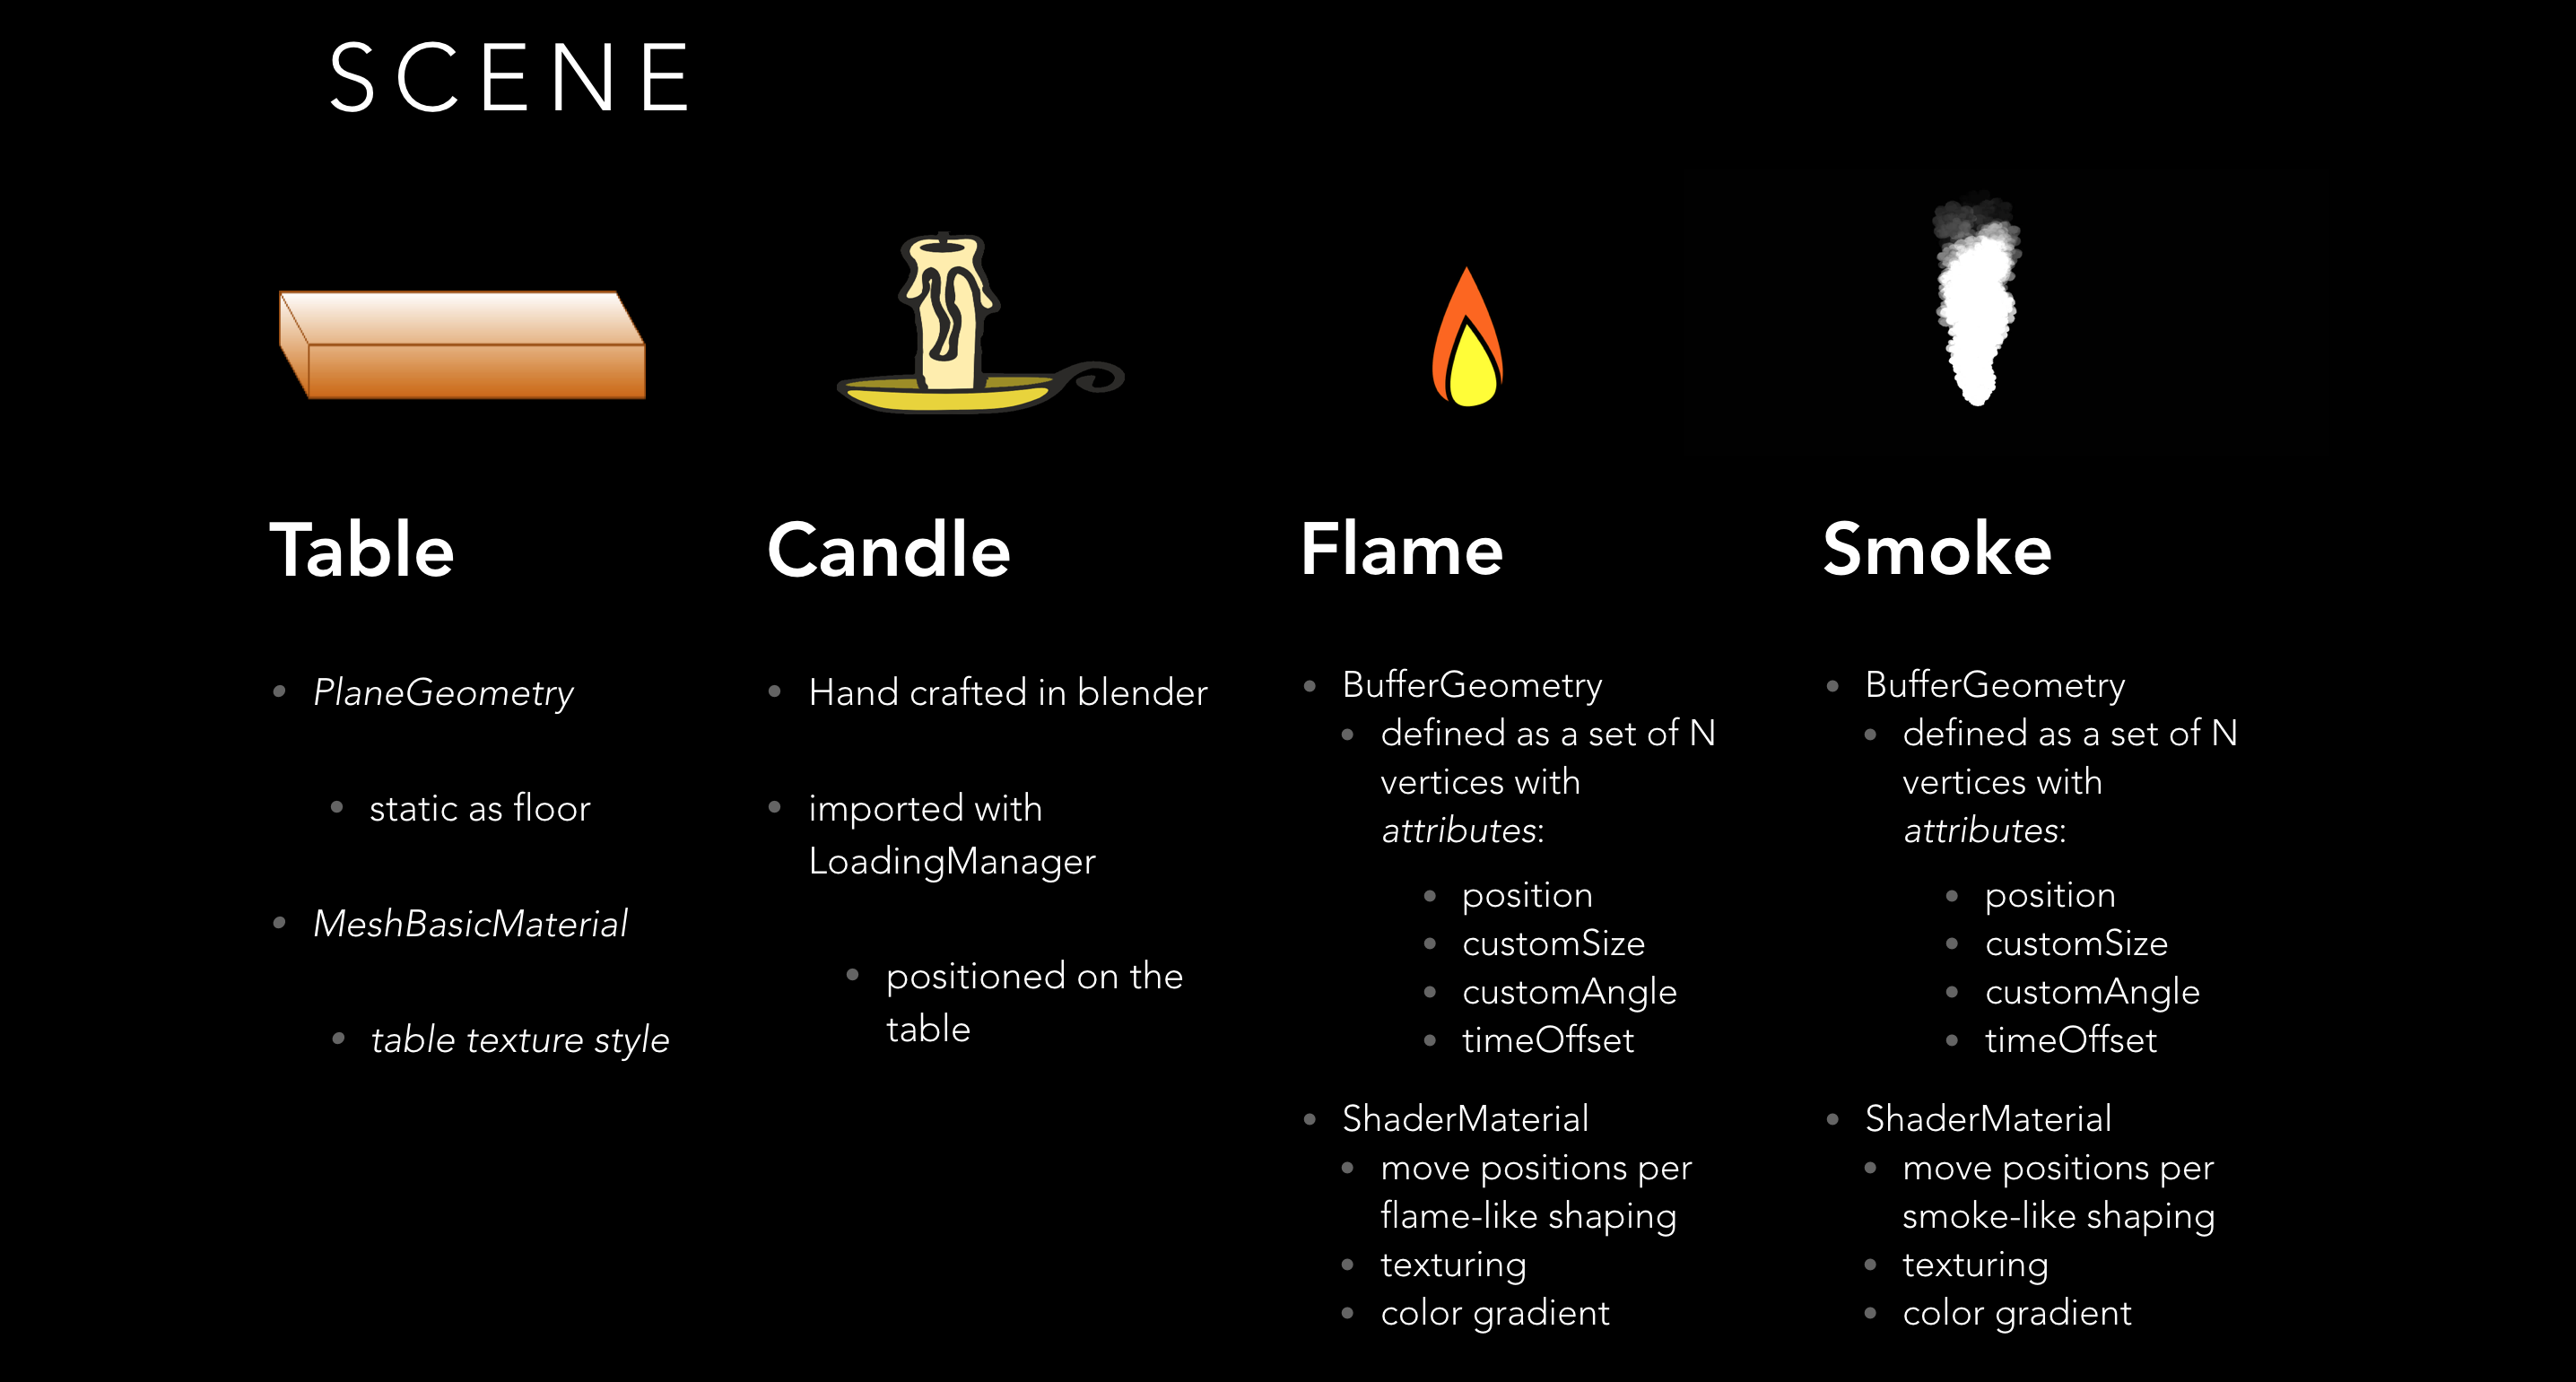 SCENE
Table
PlaneGeometry
static as floor
MeshBasicMaterial
table texture style
Candle
Hand crafted in blender
imported with
LoadingManager
positioned on the
table
Flame
BufferGeometry
defined as a set of N
vertices with
attributes:
position
customSize
customAngle
timeOffset
ShaderMaterial
move positions per
flame-like shaping
texturing
color gradient
Smoke
BufferGeometry
defined as a set of N
vertices with
attributes:
position
customSize
customAngle
timeOffset
ShaderMaterial
move positions per
smoke-like shaping
texturing
color gradient